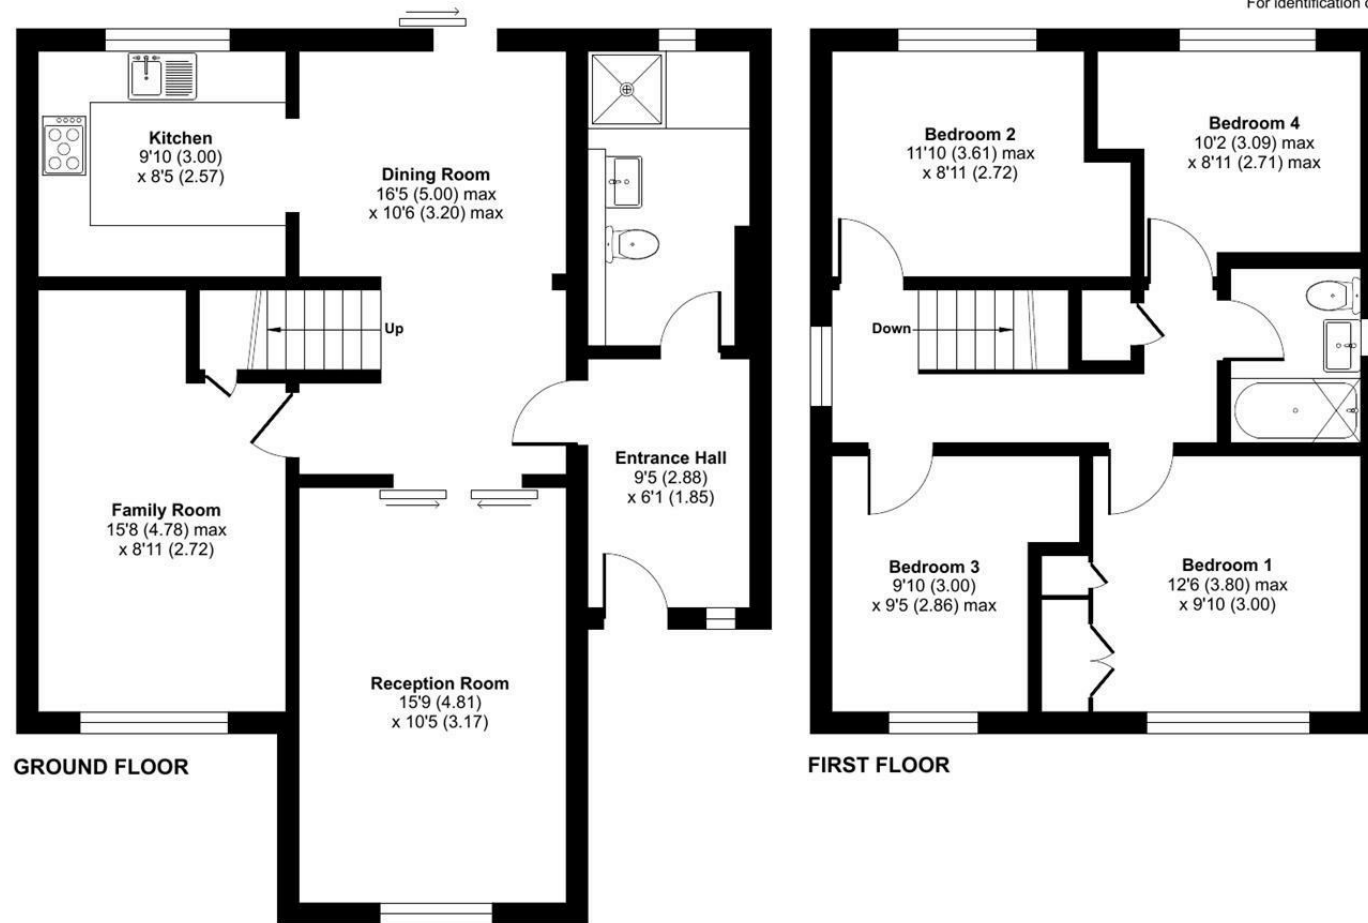 For identification o
Kitchen
9'10 (3.00)
x 8'5 (2.57)
Dining Room
16'5 (5.00) max
x 10'6 (3.20) max
Up
Family Room
15'8 (4.78) max
x 8'11 (2.72)
Entrance Hall
9'5 (2.88)
x 6'1 (1.85)
Reception Room
15'9 (4.81)
x 10'5 (3.17)
GROUND FLOOR
Bedroom 2
11'10 (3.61) max
x 8'11 (2.72)
Bedroom 4
10'2 (3.09) max
x 8'11 (2.71) max
Down
Bedroom 3
9'10 (3.00)
x 9'5 (2.86) max
Bedroom 1
12'6 (3.80) max
x 9'10 (3.00)
FIRST FLOOR